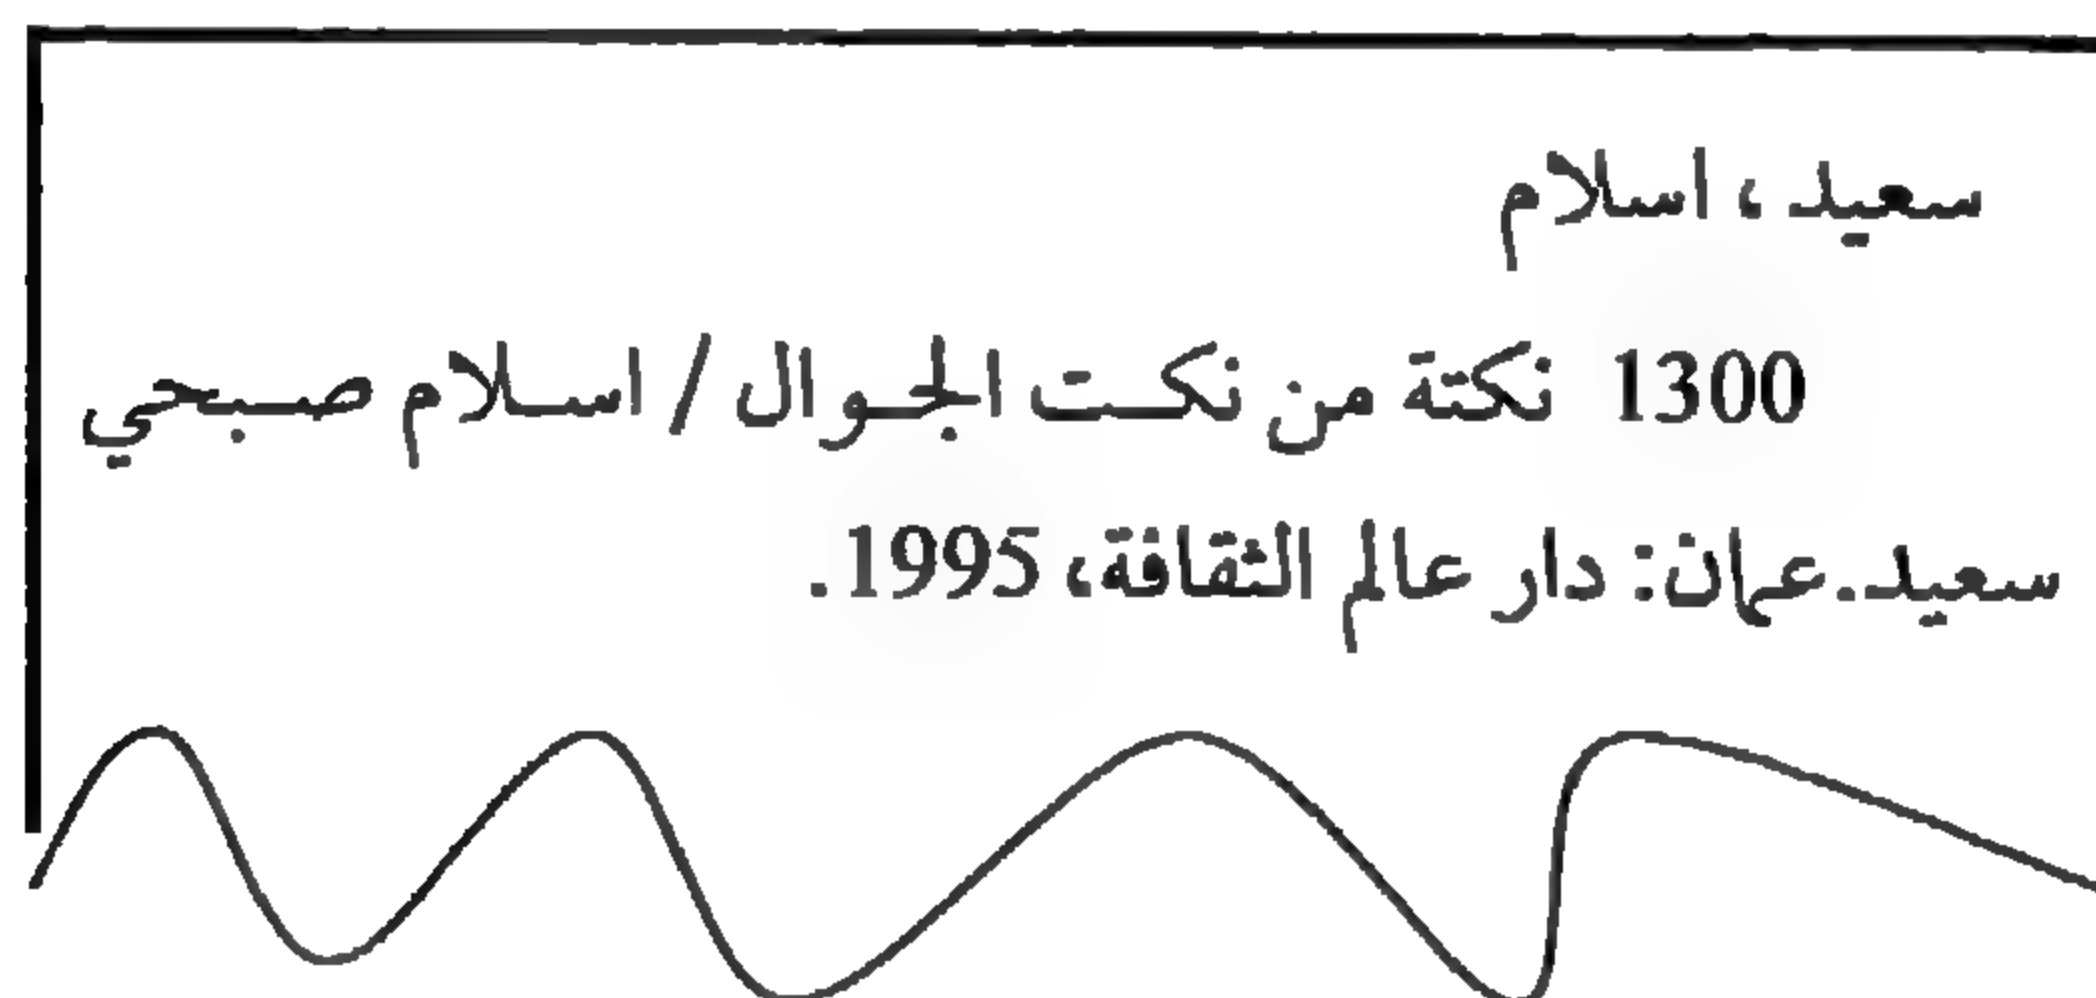 سعيد ، اسلام
1300 نكتة من نكت الجوال / اسلام صبحي
سعيد.عمان: دار عالم الثقافة، 1995.